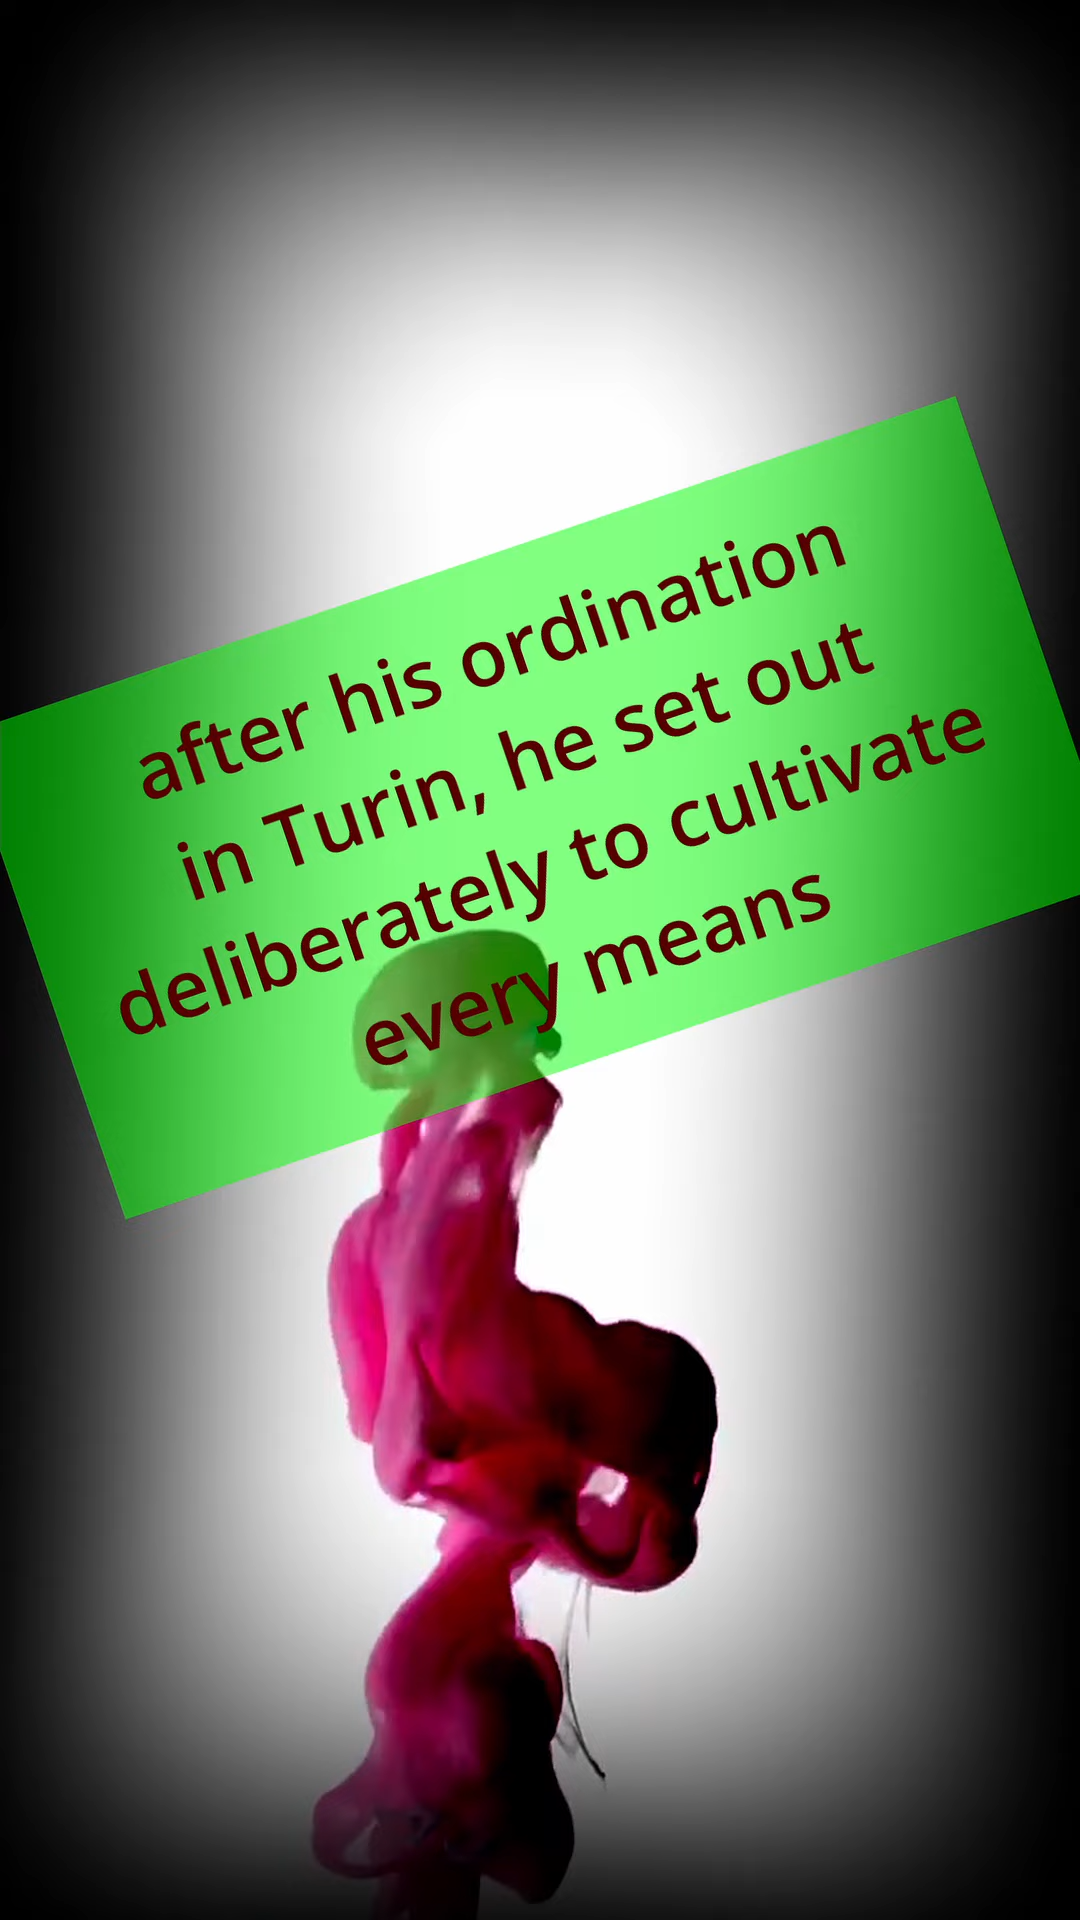 after his ordination
in Turin, he set out
deliberately to cultivate
every means